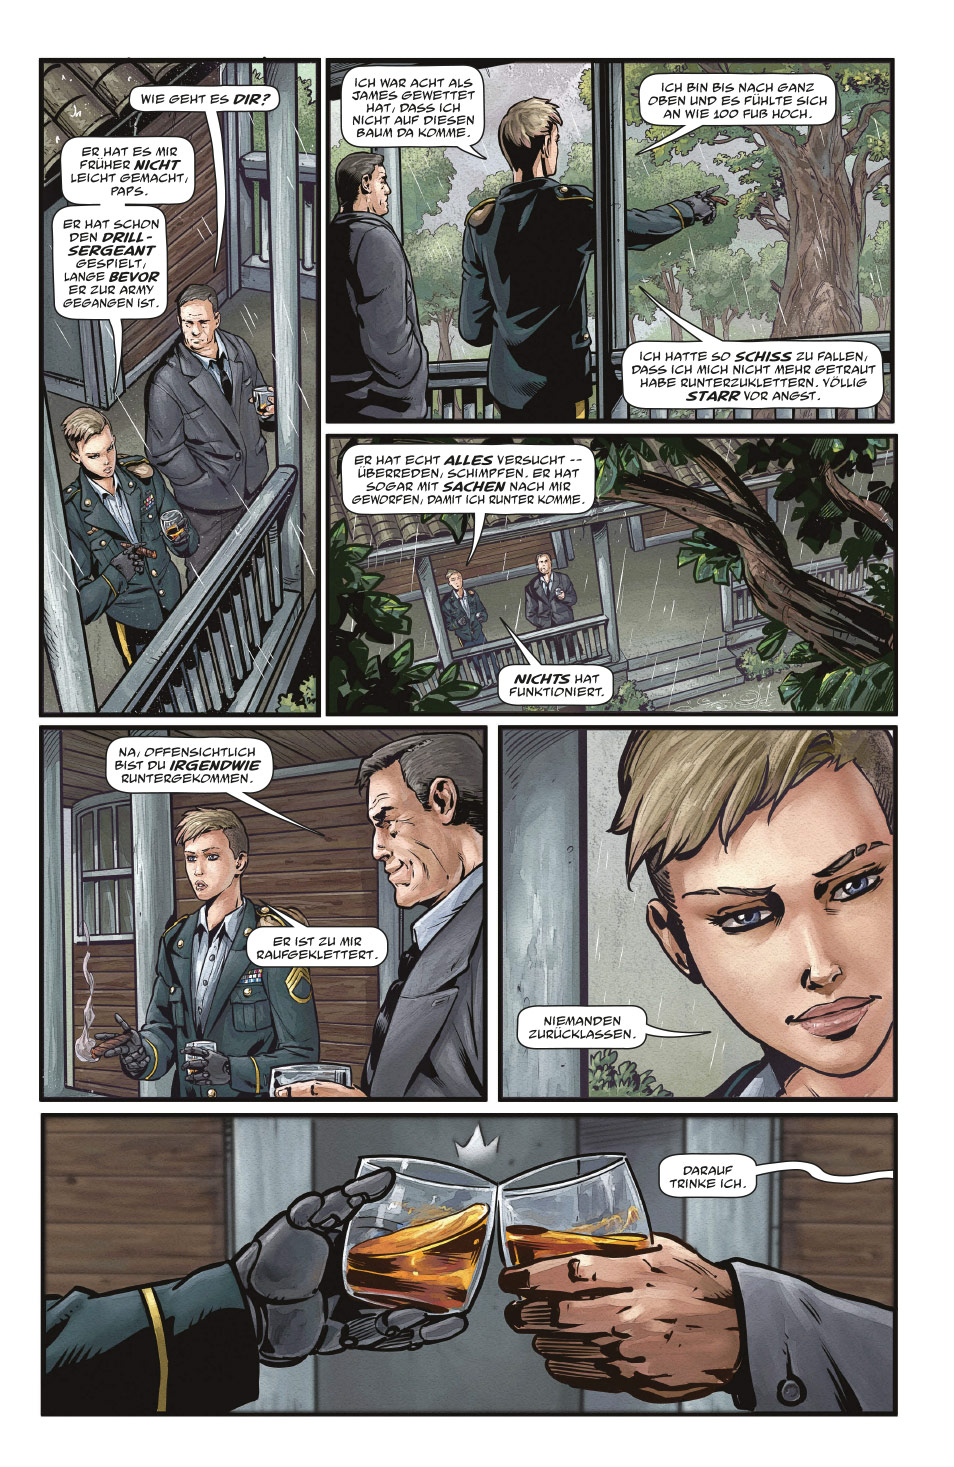 WIE GEHT ES DIR?
ER HAT ES MIR
FRÜHER NICHT
LEICHT GEMACHT,
PAPS.
ER HAT SCHON
DEN DRILL-
SERGEANT
GESPIELT,
LANGE BEVOR
ER ZUR ARMY
GEGANGEN IST.
ICH WAR ACHT ALS
JAMES GEWETTET
HAT, DASS ICH
NICHT AUF DIESEN
BAUM DA KOMME.
ICH BIN BIS NACH GANZ
OBEN UND ES FÜHLTE SICH
AN WIE 100 FUß HOCH.
ICH HATTE SO SCHISS ZU FALLEN,
DASS ICH MICH NICHT MEHR GETRAUT
HABE RUNTERZUKLETTERN. VÖLLIG
STARR VOR ANGST.
ER HAT ECHT ALLES VERSUCHT --
ÜBERREDEN, SCHIMPFEN. ER HAT
SOGAR MIT SACHEN NACH MIR
GEWORFEN, DAMIT ICH RUNTER KOMME.
NICHTS HAT
FUNKTIONIERT.
NA, OFFENSICHTLICH
BIST DU IRGENDWIE
RUNTERGEKOMMEN.
ER IST ZU MIR
RAUFGEKLETTERT.
NIEMANDEN
ZURÜCKLASSEN.
DARAUF
TRINKE ICH.